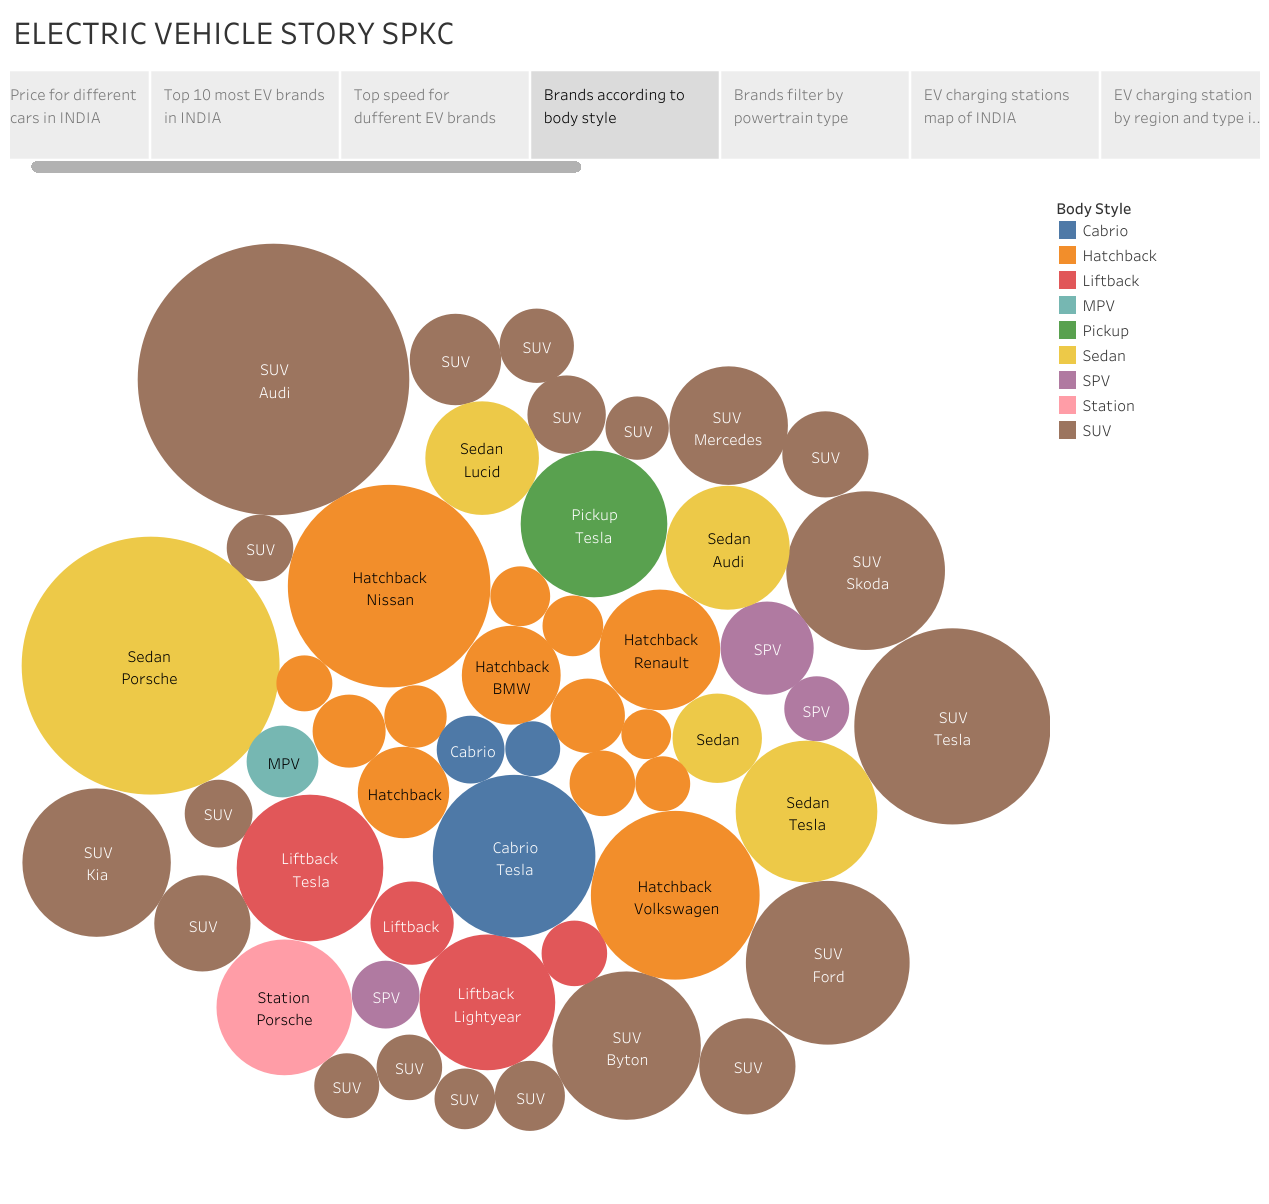 ELECTRIC VEHICLE STORY SPKC
Price for different
cars in INDIA
Top 10 most EV brands
in INDIA
Top speed for
dufferent EV brands
Brands according to
body style
Brands filter by
powertrain type
EV charging stations
map of INDIA
EV charging station
by region and type i..
Body Style
Cabrio
Hatchback
Liftback
MPV
Pickup
Sedan
SPV
Station
SUV
SUV
Audi
SUV
SUV
SUV
SUV
SUV
Mercedes
SUV
Sedan
Lucid
Pickup
Tesla
Sedan
Audi
SUV
Skoda
SUV
Hatchback
Nissan
Sedan
Porsche
Hatchback
BMW
Hatchback
Renault
SPV
SPV
SUV
Tesla
Sedan
Cabrio
MPV
Hatchback
SUV
Sedan
Tesla
SUV
Kia
Liftback
Tesla
Cabrio
Tesla
Hatchback
Volkswagen
SUV
Liftback
SUV
Ford
Station
Porsche
SPV
Liftback
Lightyear
SUV
Byton
SUV
SUV
SUV
SUV
SUV